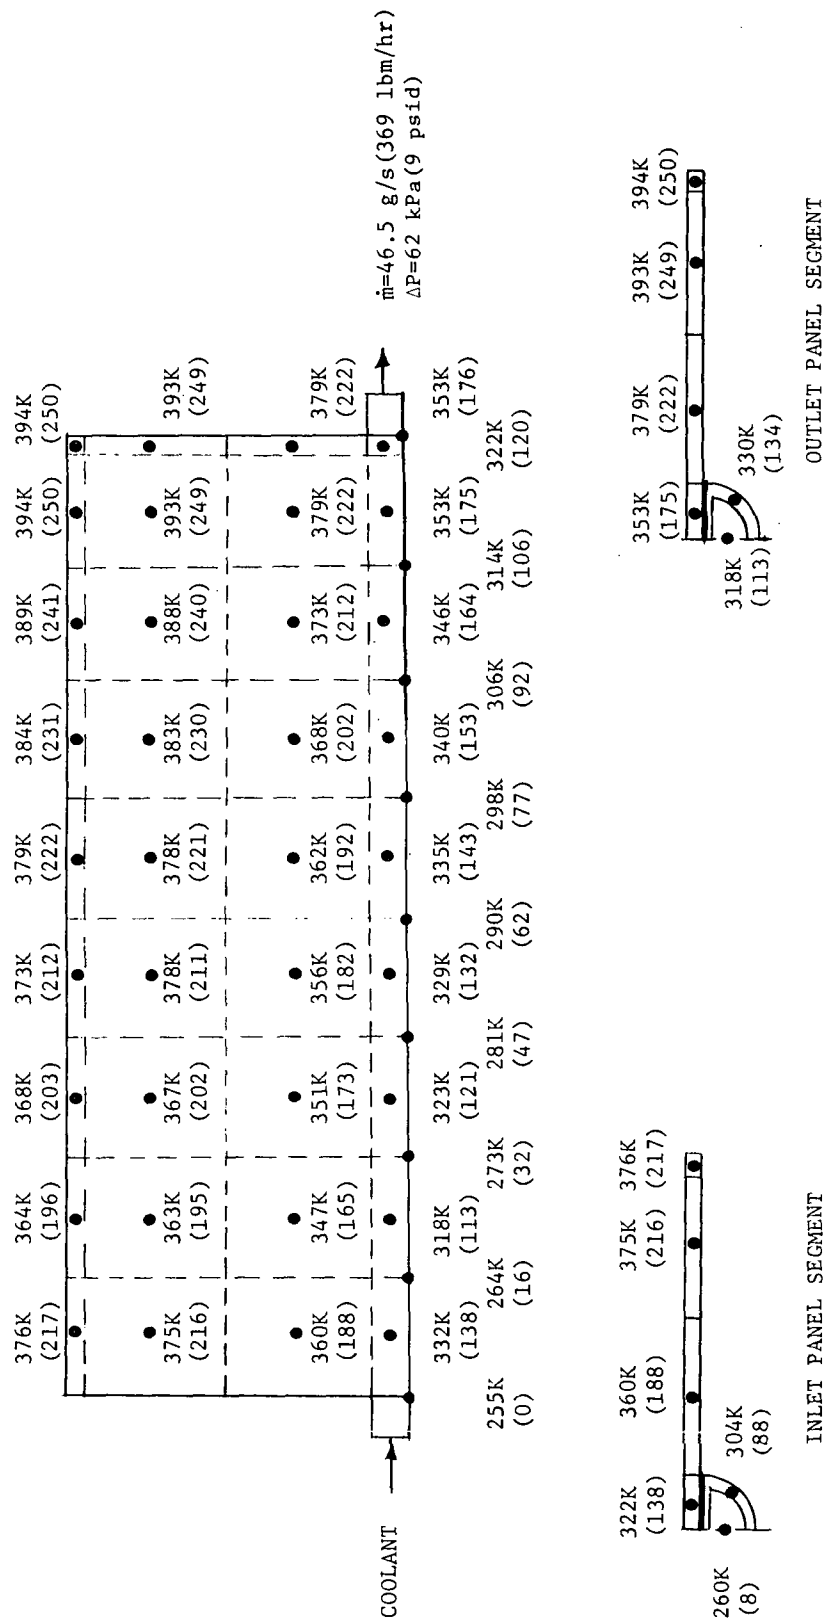 376K 364K 368K 373K 379K 384K 389K 394K 394K
(217) (196) (203) (212) (222) (231) (241) (250) (250)
375K 363K 367K 378K 378K 383K 388K 393K 393K
(216) (195) (202) (211) (221) (230) (240) (249) (249)
360K 347K 351K 356K 362K 368K 373K 379K 379K
(188) (165) (173) (182) (192) (202) (212) (222) (222)
COOLANT
ṁ=46.5 g/s(369 lbm/hr)
ΔP=62 kPa(9 psid)
332K 318K 323K 329K 335K 340K 346K 353K 353K
(138) (113) (121) (132) (143) (153) (164) (175) (176)
255K 264K 273K 281K 290K 298K 306K 314K 322K
(0) (16) (32) (47) (62) (77) (92) (106) (120)
322K 360K 375K 376K
(138) (188) (216) (217)
304K
(88)
260K
(8)
INLET PANEL SEGMENT
353K 379K 393K 394K
(175) (222) (249) (250)
330K
(134)
318K
(113)
OUTLET PANEL SEGMENT